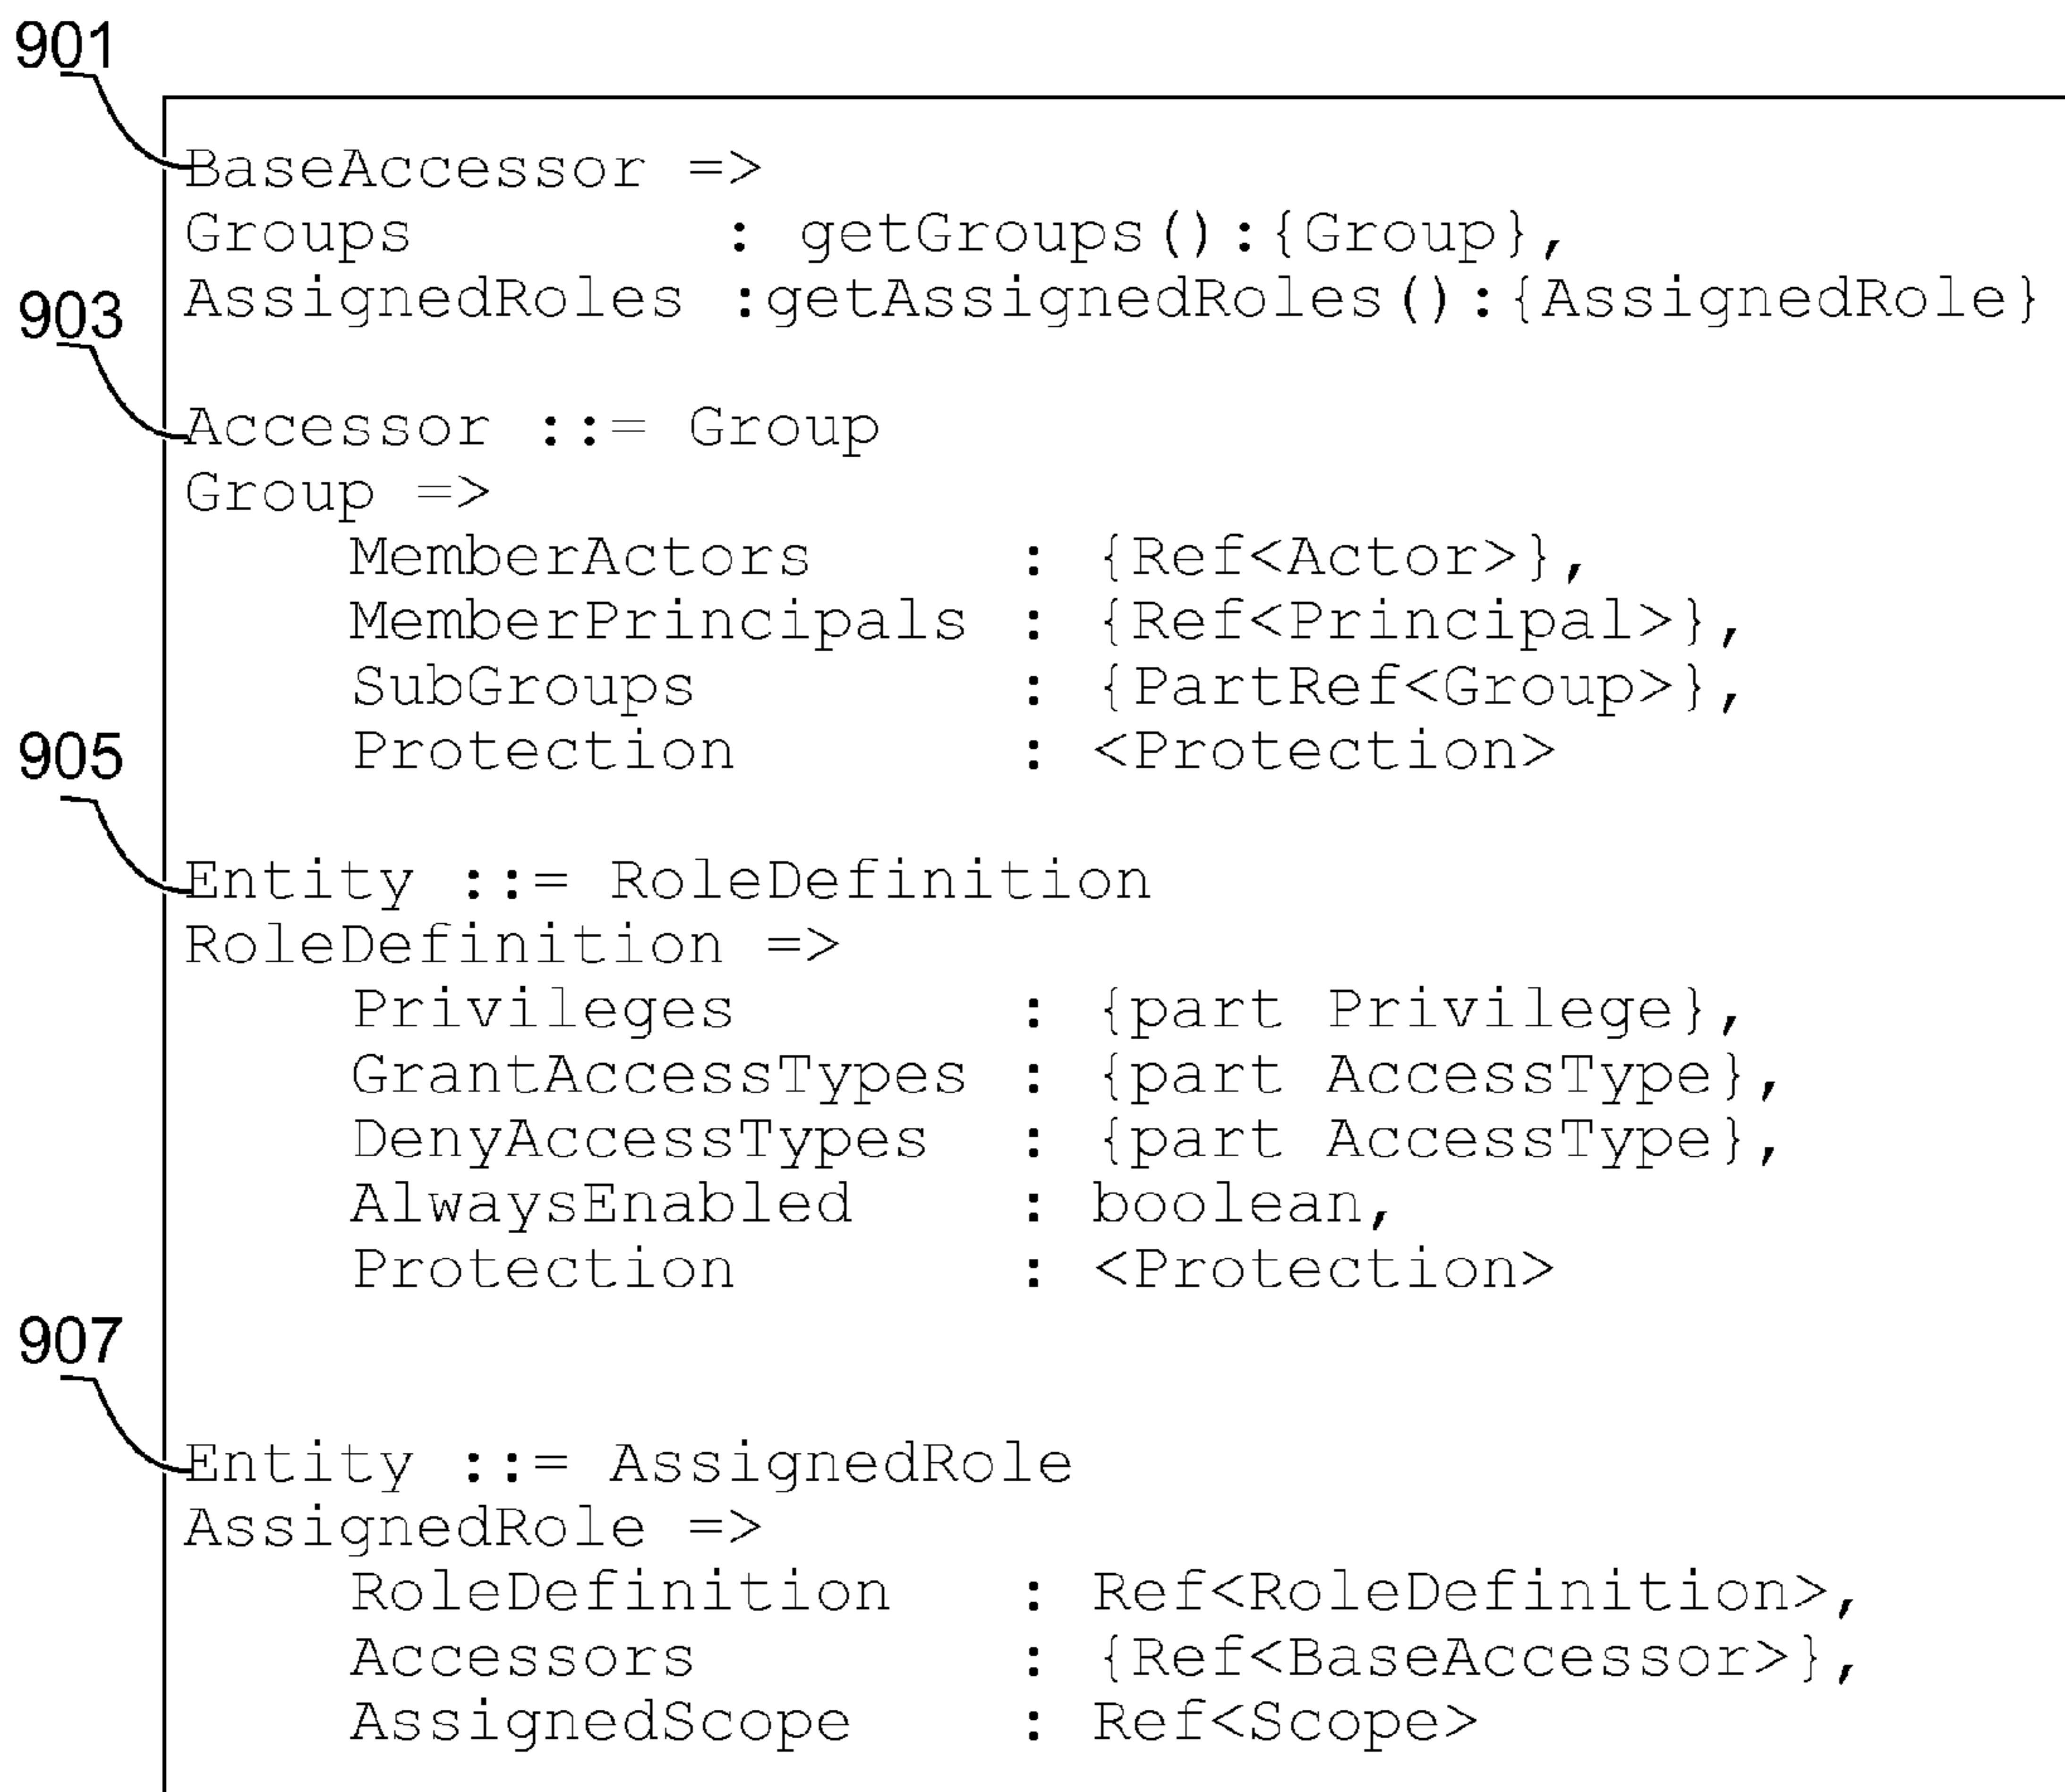 901
BaseAccessor =>
Groups : getGroups():{Group},
AssignedRoles :getAssignedRoles():{AssignedRole}
903
Accessor ::= Group
Group =>
MemberActors : {Ref<Actor>},
MemberPrincipals : {Ref<Principal>},
SubGroups : {PartRef<Group>},
Protection : <Protection>
905
Entity ::= RoleDefinition
RoleDefinition =>
Privileges : {part Privilege},
GrantAccessTypes : {part AccessType},
DenyAccessTypes : {part AccessType},
AlwaysEnabled : boolean,
Protection : <Protection>
907
Entity ::= AssignedRole
AssignedRole =>
RoleDefinition : Ref<RoleDefinition>,
Accessors : {Ref<BaseAccessor>},
AssignedScope : Ref<Scope>